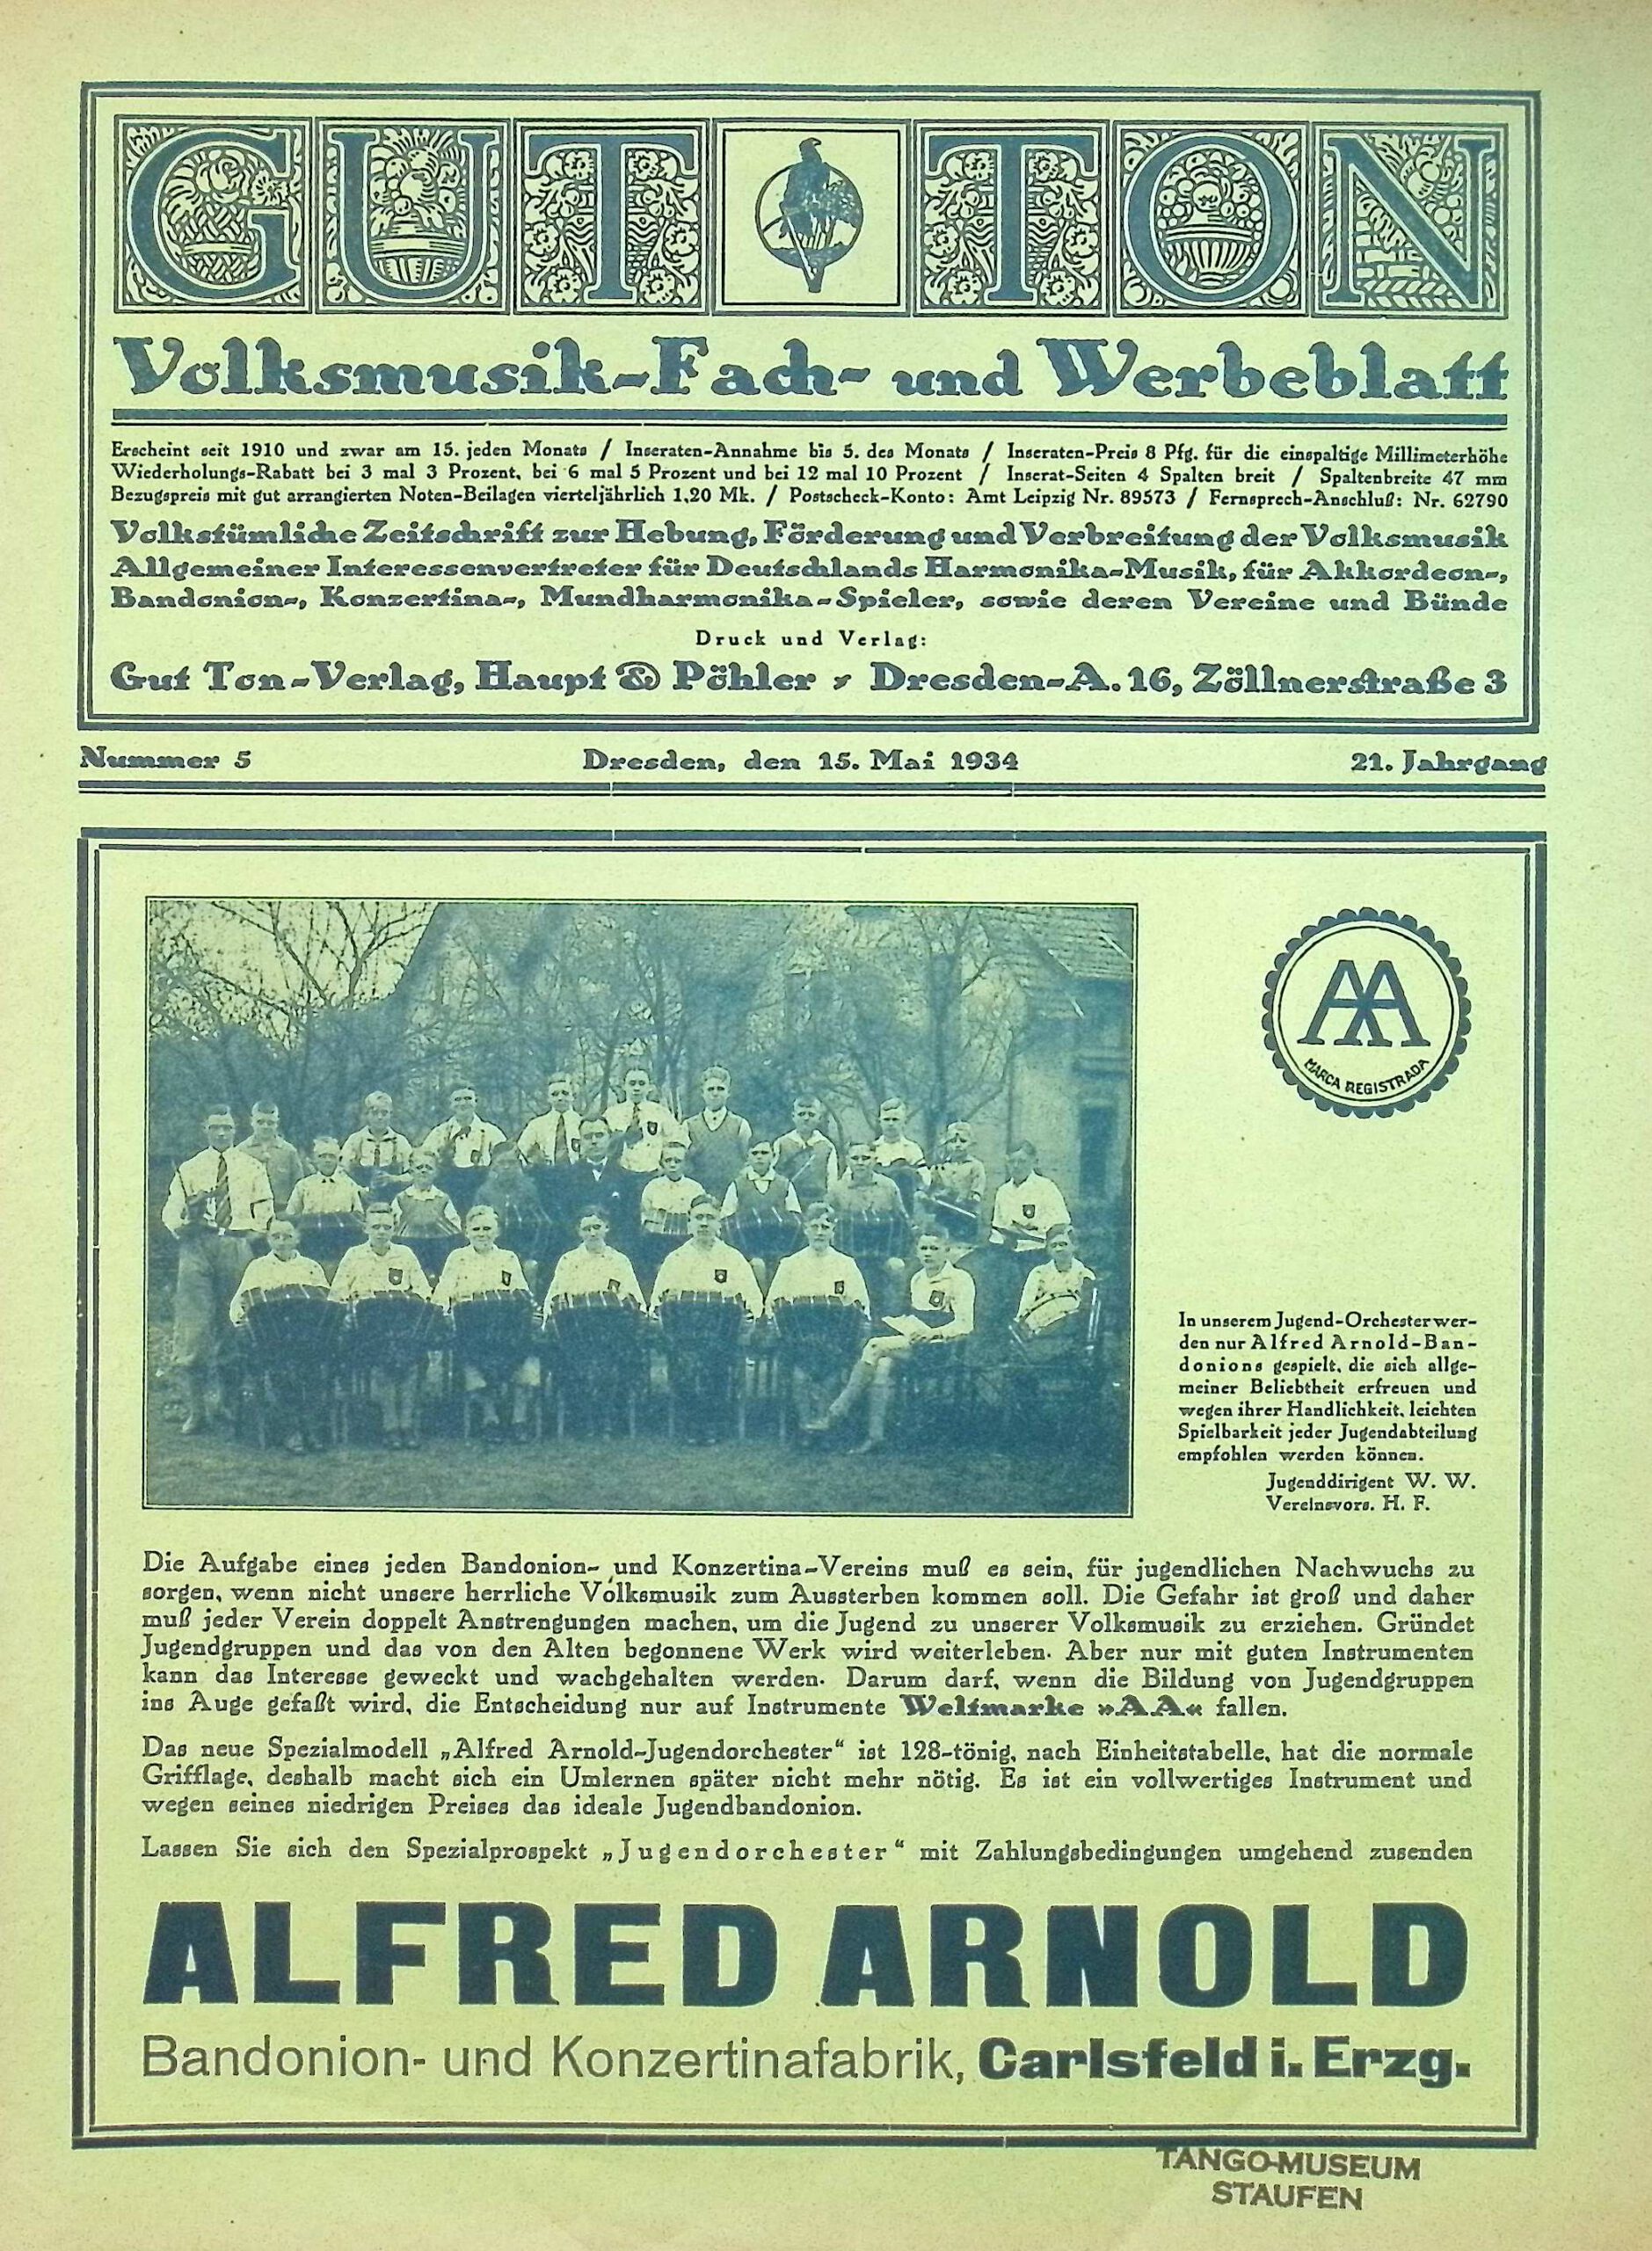 GUT TON
Volksmusik-Fach- und Werbeblatt
Erscheint seit 1910 und zwar am 15. jeden Monats / Inseraten-Annahme bis 5. des Monats / Inseraten-Preis 8 Pfg. für die einspaltige Millimeterhöhe
Wiederholungs-Rabatt bei 3 mal 3 Prozent, bei 6 mal 5 Prozent und bei 12 mal 10 Prozent / Inserat-Seiten 4 Spalten breit / Spaltenbreite 47 mm
Bezugspreis mit gut arrangierten Noten-Beilagen vierteljährlich 1,20 Mk. / Postscheck-Konto: Amt Leipzig Nr. 89573 / Fernsprech-Anschluß: Nr. 62790
Volkstümliche Zeitschrift zur Hebung, Förderung und Verbreitung der Volksmusik
Allgemeiner Interessenvertreter für Deutschlands Harmonika-Musik, für Akkordeon-,
Bandonion-, Konzertina-, Mundharmonika-Spieler, sowie deren Vereine und Bünde
Druck und Verlag:
Gut Ton-Verlag, Haupt & Pöhler / Dresden-A. 16, Zöllnerstraße 3
Nummer 5 Dresden, den 15. Mai 1934 21. Jahrgang
AA
MARCA REGISTRADA
In unserem Jugend-Orchester wer-
den nur Alfred Arnold-Ban-
donions gespielt, die sich allge-
meiner Beliebtheit erfreuen und
wegen ihrer Handlichkeit, leichten
Spielbarkeit jeder Jugendabteilung
empfohlen werden können.
Jugenddirigent W. W.
Vereinsvors. H. F.
Die Aufgabe eines jeden Bandonion- und Konzertina-Vereins muß es sein, für jugendlichen Nachwuchs zu
sorgen, wenn nicht unsere herrliche Volksmusik zum Aussterben kommen soll. Die Gefahr ist groß und daher
muß jeder Verein doppelt Anstrengungen machen, um die Jugend zu unserer Volksmusik zu erziehen. Gründet
Jugendgruppen und das von den Alten begonnene Werk wird weiterleben. Aber nur mit guten Instrumenten
kann das Interesse geweckt und wachgehalten werden. Darum darf, wenn die Bildung von Jugendgruppen
ins Auge gefaßt wird, die Entscheidung nur auf Instrumente Weltmarke »AA« fallen.
Das neue Spezialmodell „Alfred Arnold-Jugendorchester“ ist 128-tönig, nach Einheitstabelle, hat die normale
Grifflage, deshalb macht sich ein Umlernen später nicht mehr nötig. Es ist ein vollwertiges Instrument und
wegen seines niedrigen Preises das ideale Jugendbandonion.
Lassen Sie sich den Spezialprospekt „Jugendorchester“ mit Zahlungsbedingungen umgehend zusenden
ALFRED ARNOLD
Bandonion- und Konzertinafabrik, Carlsfeld i. Erzg.
TANGO-MUSEUM
STAUFEN